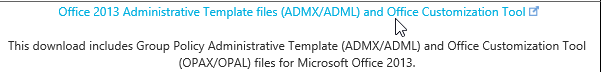 Office 2013 Administrative Template files (ADMX/ADML) and Office Customization Tool
This download includes Group Policy Administrative Template (ADMX/ADML) and Office Customization Tool
(OPAX/OPAL) files for Microsoft Office 2013.